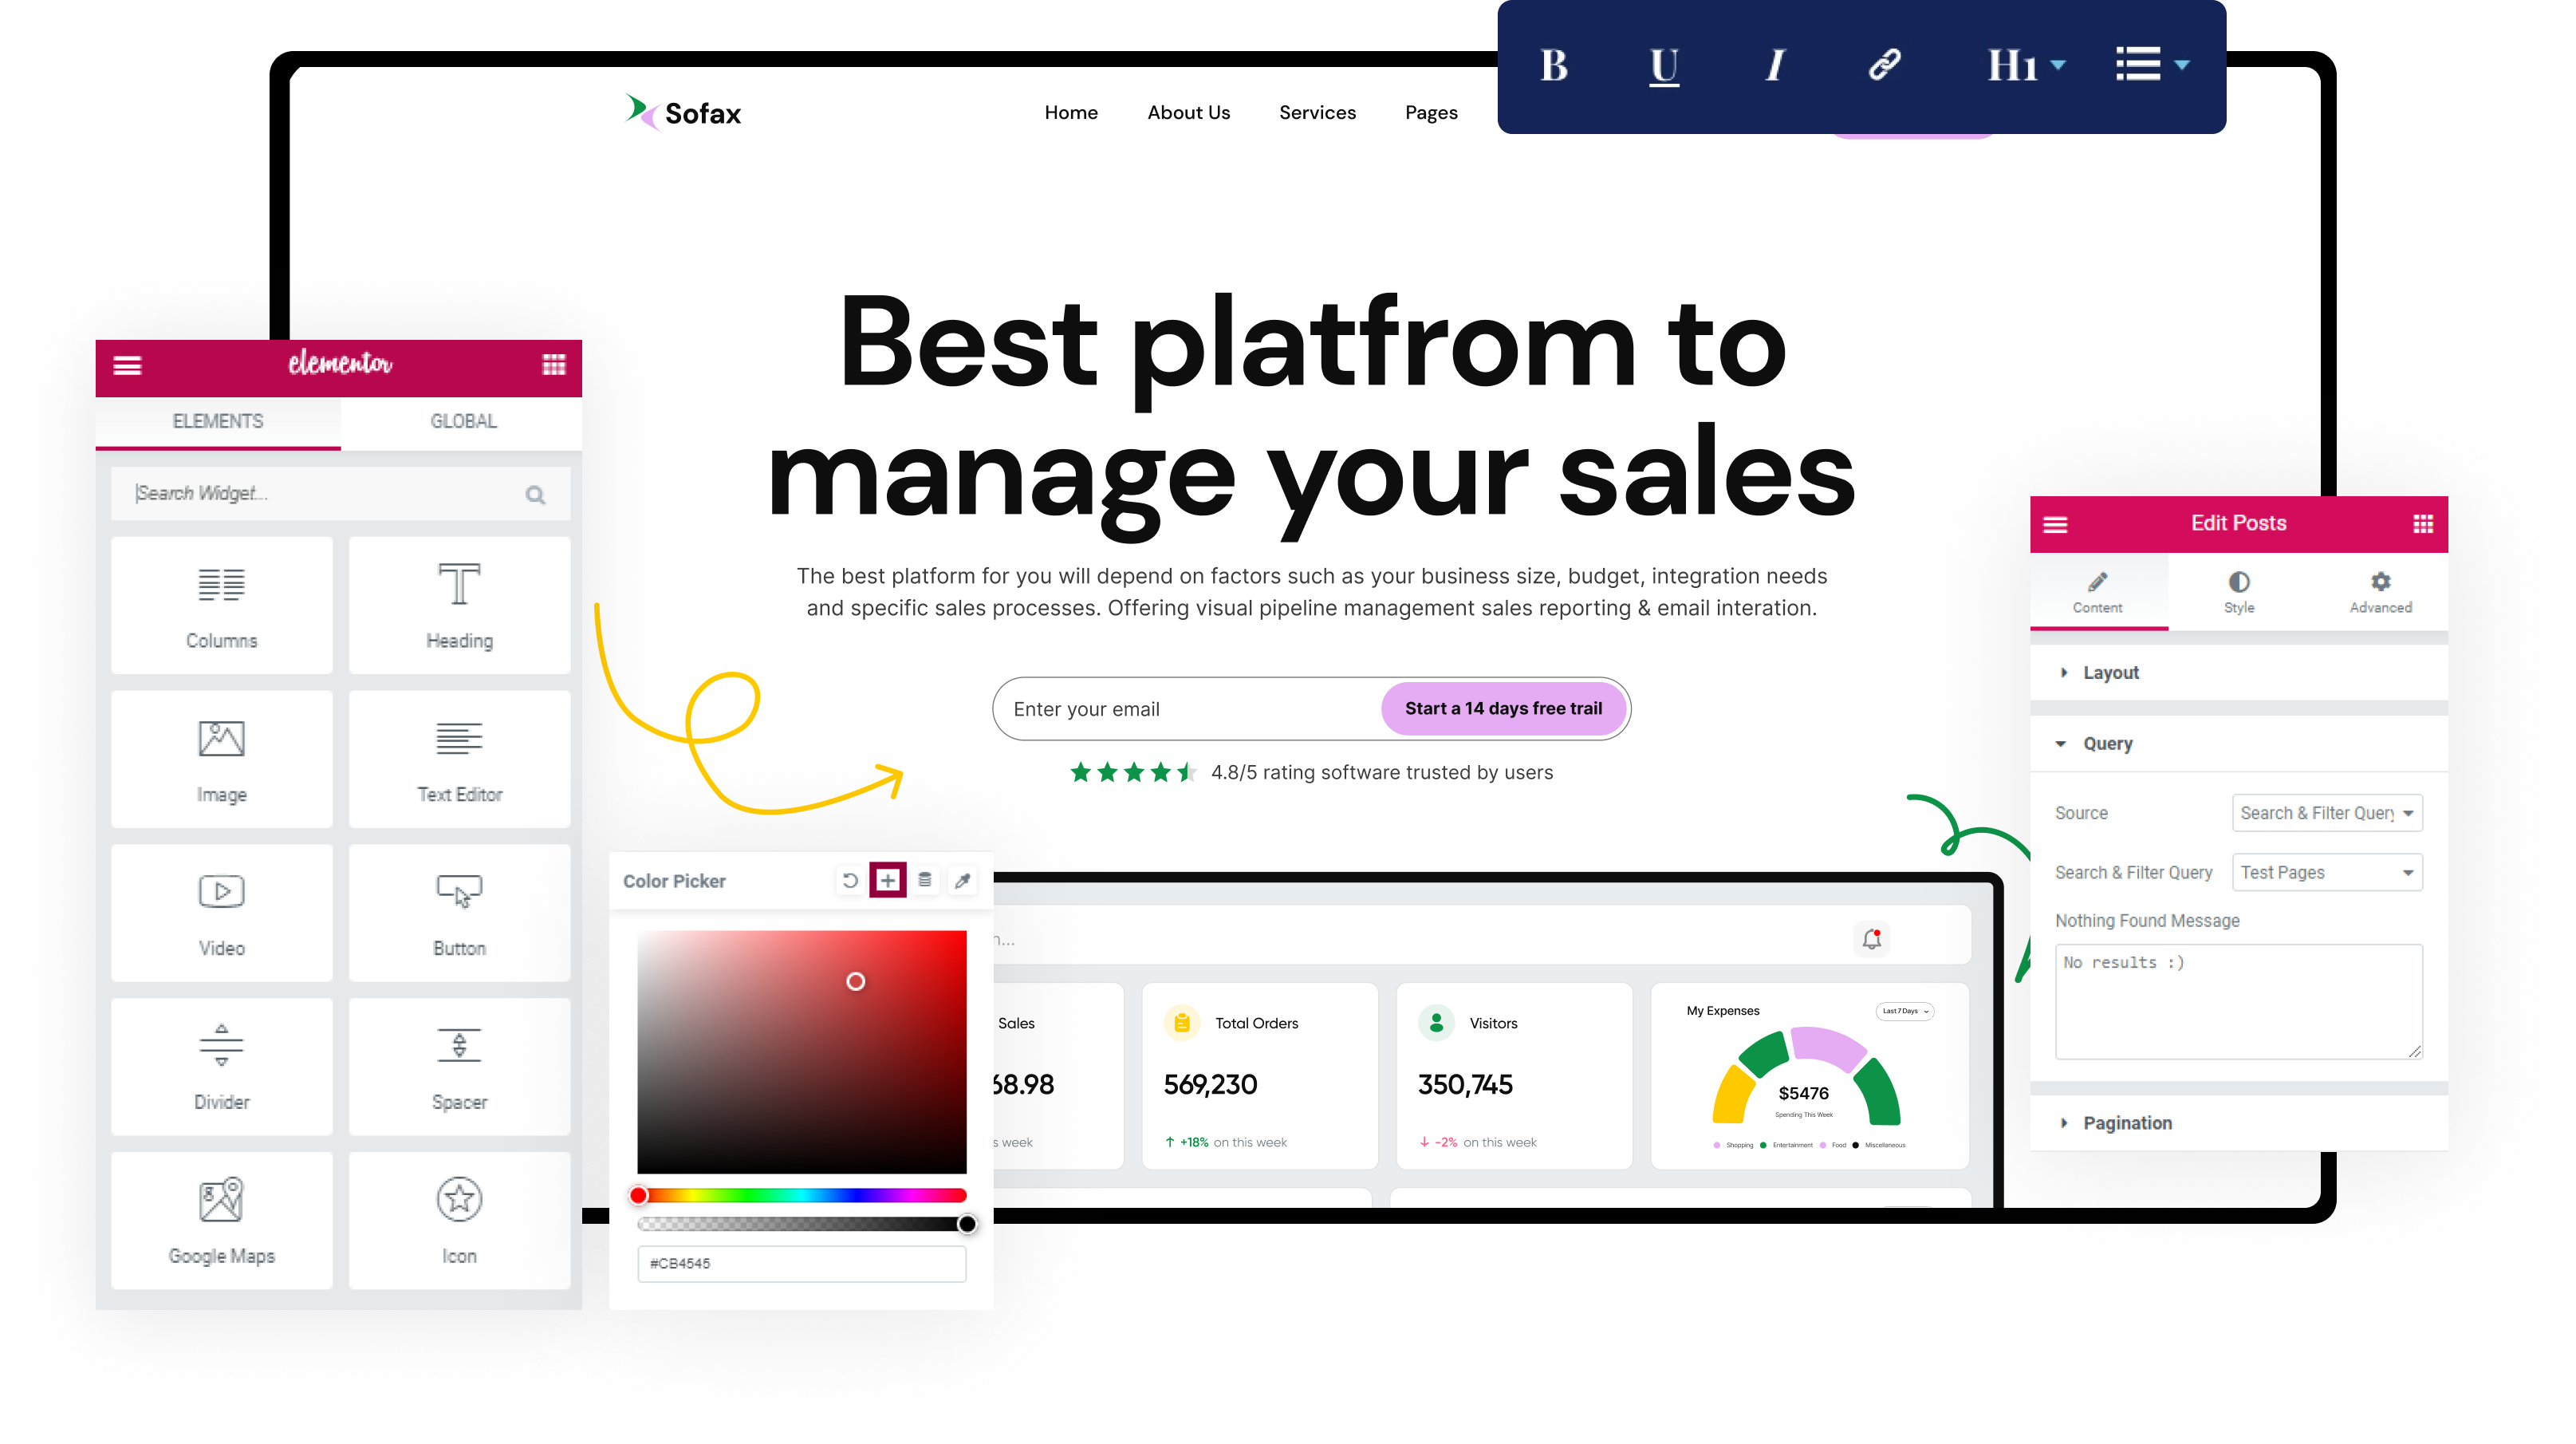 B U I H1
Sofax
Home About Us Services Pages
Best platfrom to
manage your sales
The best platform for you will depend on factors such as your business size, budget, integration needs
and specific sales processes. Offering visual pipeline management sales reporting & email interation.
Enter your email
Start a 14 days free trail
4.8/5 rating software trusted by users
elementor
ELEMENTS GLOBAL
Search Widget...
Columns Heading
Image Text Editor
Video Button
Divider Spacer
Google Maps Icon
Color Picker
#CB4545
Sales
68.98
week
Total Orders
569,230
+18% on this week
Visitors
350,745
-2% on this week
My Expenses
Last 7 Days
$5476
Spending This Week
Shopping Entertainment Food Miscellaneous
Edit Posts
Content Style Advanced
Layout
Query
Source Search & Filter Query
Search & Filter Query Test Pages
Nothing Found Message
No results :)
Pagination